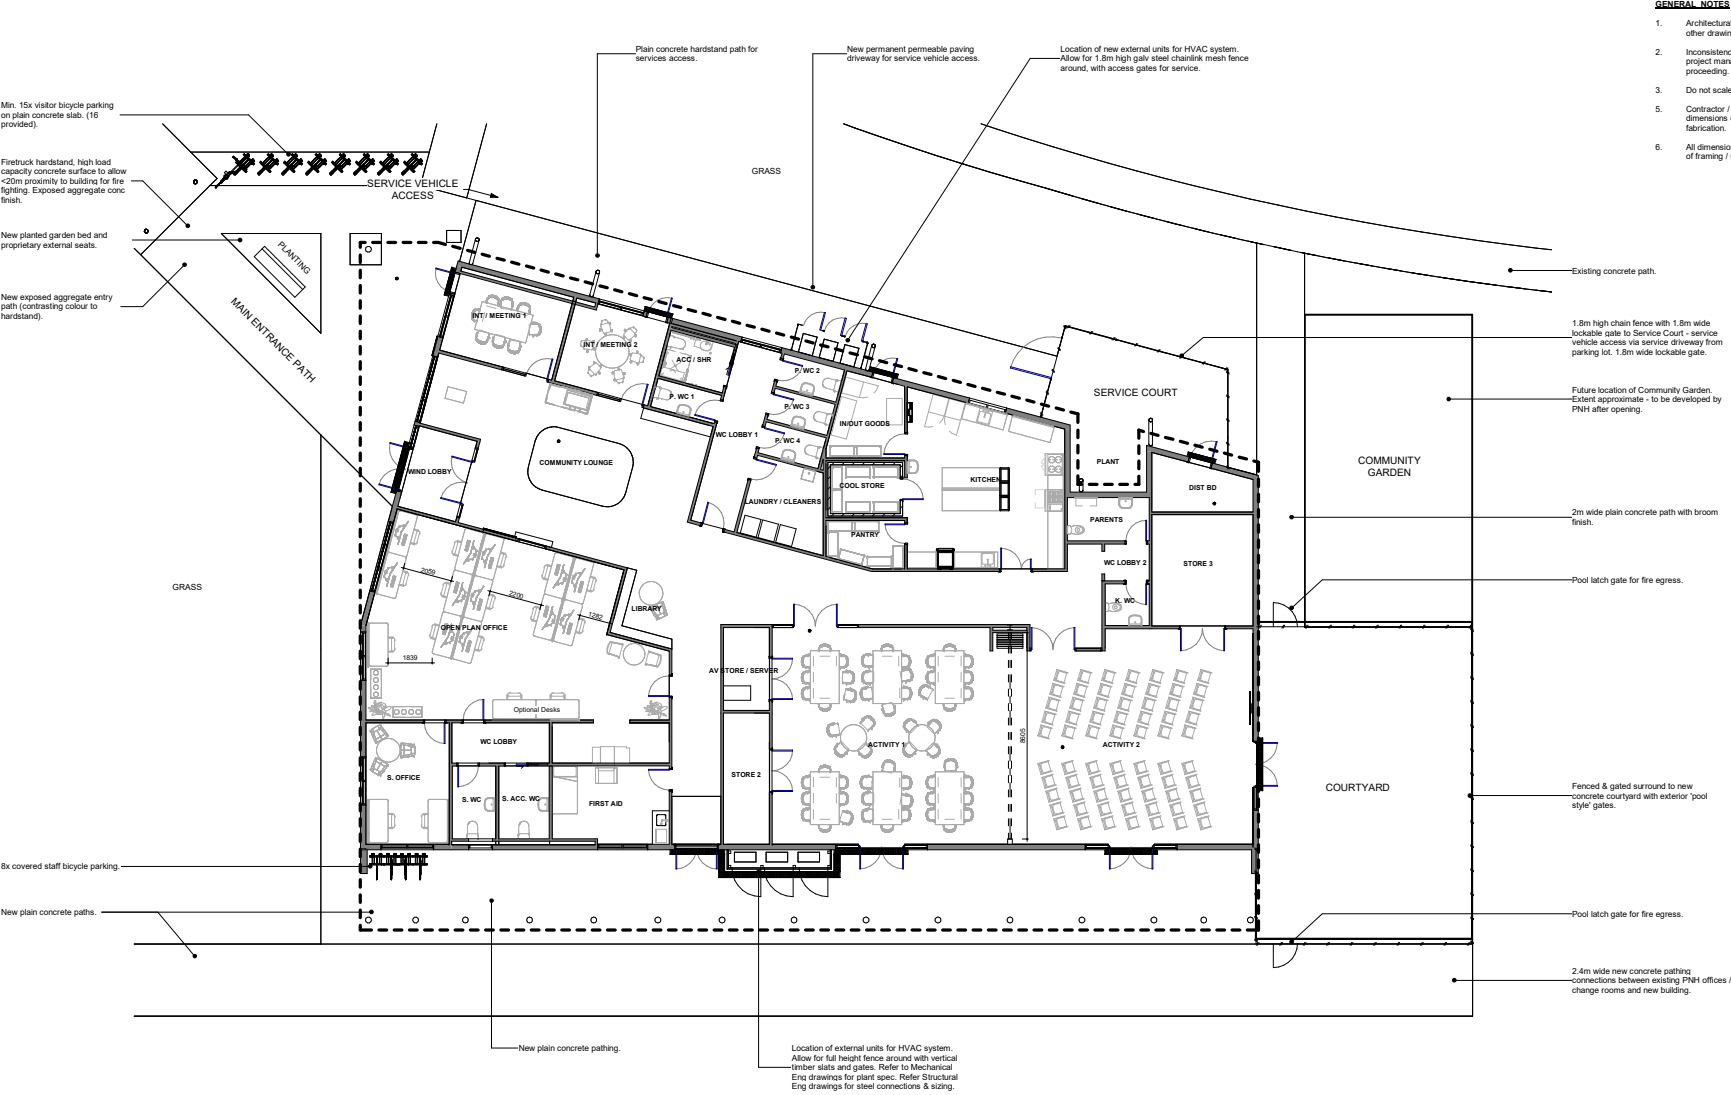 GENERAL NOTES
1. Architectural
other drawin
2. Inconsistenc
project mana
proceeding.
3. Do not scale
5. Contractor /
dimensions
fabrication.
6. All dimension
of framing /
Plain concrete hardstand path for
services access.
New permanent permeable paving
driveway for service vehicle access.
Location of new external units for HVAC system.
Allow for 1.8m high galv steel chainlink mesh fence
around, with access gates for service.
Min. 15x visitor bicycle parking
on plain concrete slab. (16
provided).
Firetruck hardstand, high load
capacity concrete surface to allow
<20m proximity to building for fire
fighting. Exposed aggregate conc
finish.
New planted garden bed and
proprietary external seats.
New exposed aggregate entry
path (contrasting colour to
hardstand).
SERVICE VEHICLE
ACCESS
GRASS
PLANTING
MAIN ENTRANCE PATH
Existing concrete path.
1.8m high chain fence with 1.8m wide
lockable gate to Service Court - service
vehicle access via service driveway from
parking lot. 1.8m wide lockable gate.
Future location of Community Garden.
Extent approximate - to be developed by
PNH after opening.
INT / MEETING 1
INT / MEETING 2
ACC / SHR
P. WC 1
P. WC 2
P. WC 3
P. WC 4
WC LOBBY 1
IN/OUT GOODS
SERVICE COURT
COMMUNITY LOUNGE
WIND LOBBY
LAUNDRY / CLEANERS
COOL STORE
KITCHEN
PANTRY
PLANT
DIST BD
PARENTS
COMMUNITY
GARDEN
2m wide plain concrete path with broom
finish.
WC LOBBY 2
STORE 3
K. WC
Pool latch gate for fire egress.
GRASS
2059
2200
1282
LIBRARY
OPEN PLAN OFFICE
1839
AV STORE / SERVER
Optional Desks
WC LOBBY
S. OFFICE
S. WC
S. ACC. WC
FIRST AID
STORE 2
ACTIVITY 1
8605
ACTIVITY 2
COURTYARD
Fenced & gated surround to new
concrete courtyard with exterior 'pool
style' gates.
8x covered staff bicycle parking.
New plain concrete paths.
Pool latch gate for fire egress.
2.4m wide new concrete pathing
connections between existing PNH offices /
change rooms and new building.
New plain concrete pathing.
Location of external units for HVAC system.
Allow for full height fence around with vertical
timber slats and gates. Refer to Mechanical
Eng drawings for plant spec. Refer Structural
Eng drawings for steel connections & sizing.